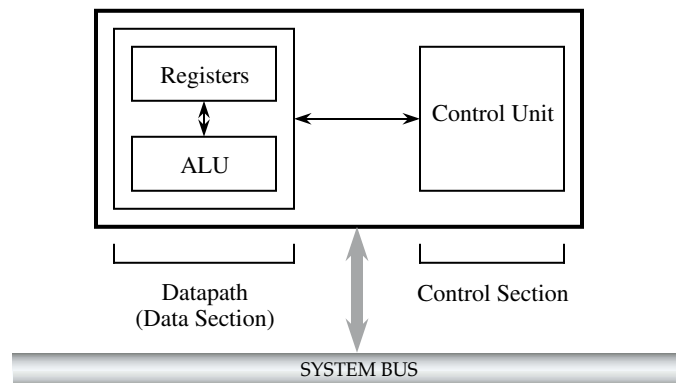 Registers
ALU
Control Unit
Datapath
(Data Section)
Control Section
SYSTEM BUS